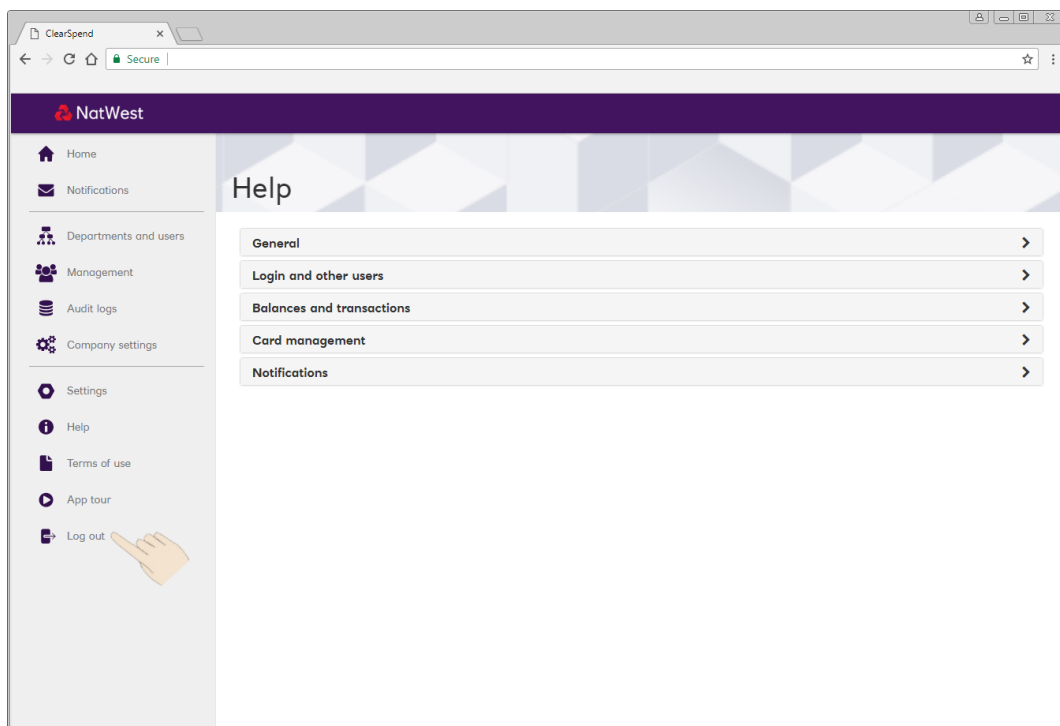 ClearSpend
Secure
NatWest
Home
Notifications
Departments and users
Management
Audit logs
Company settings
Settings
Help
Terms of use
App tour
Log out
Help
General
Login and other users
Balances and transactions
Card management
Notifications